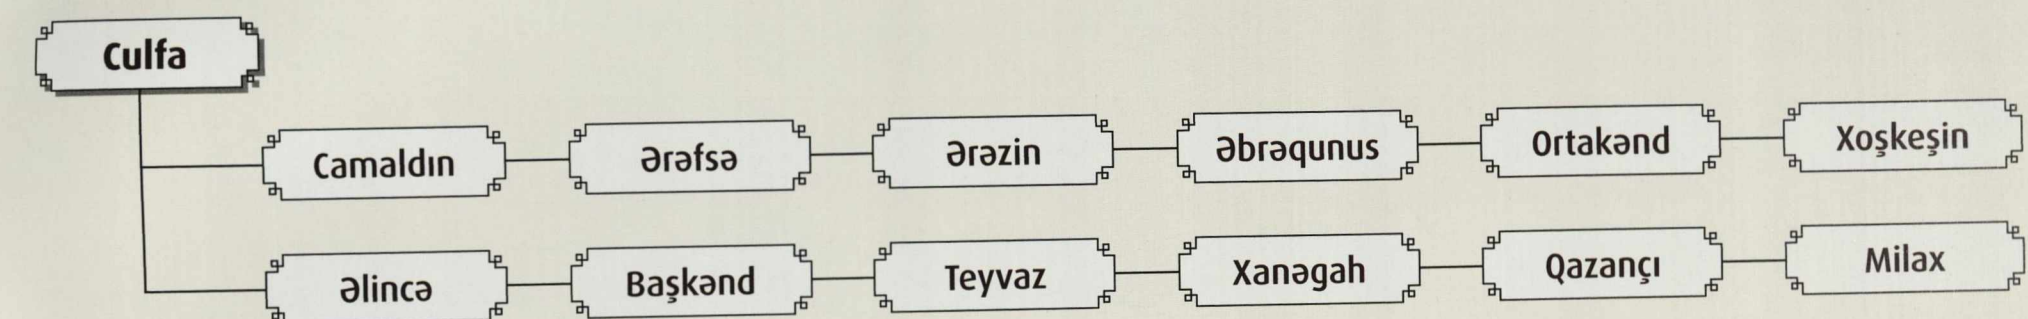 Culfa
Camaldın Ərəfsə Ərəzin Əbrəqunus Ortakənd Xoşkeşin
Əlincə Başkənd Teyvaz Xanəgah Qazançı Milax